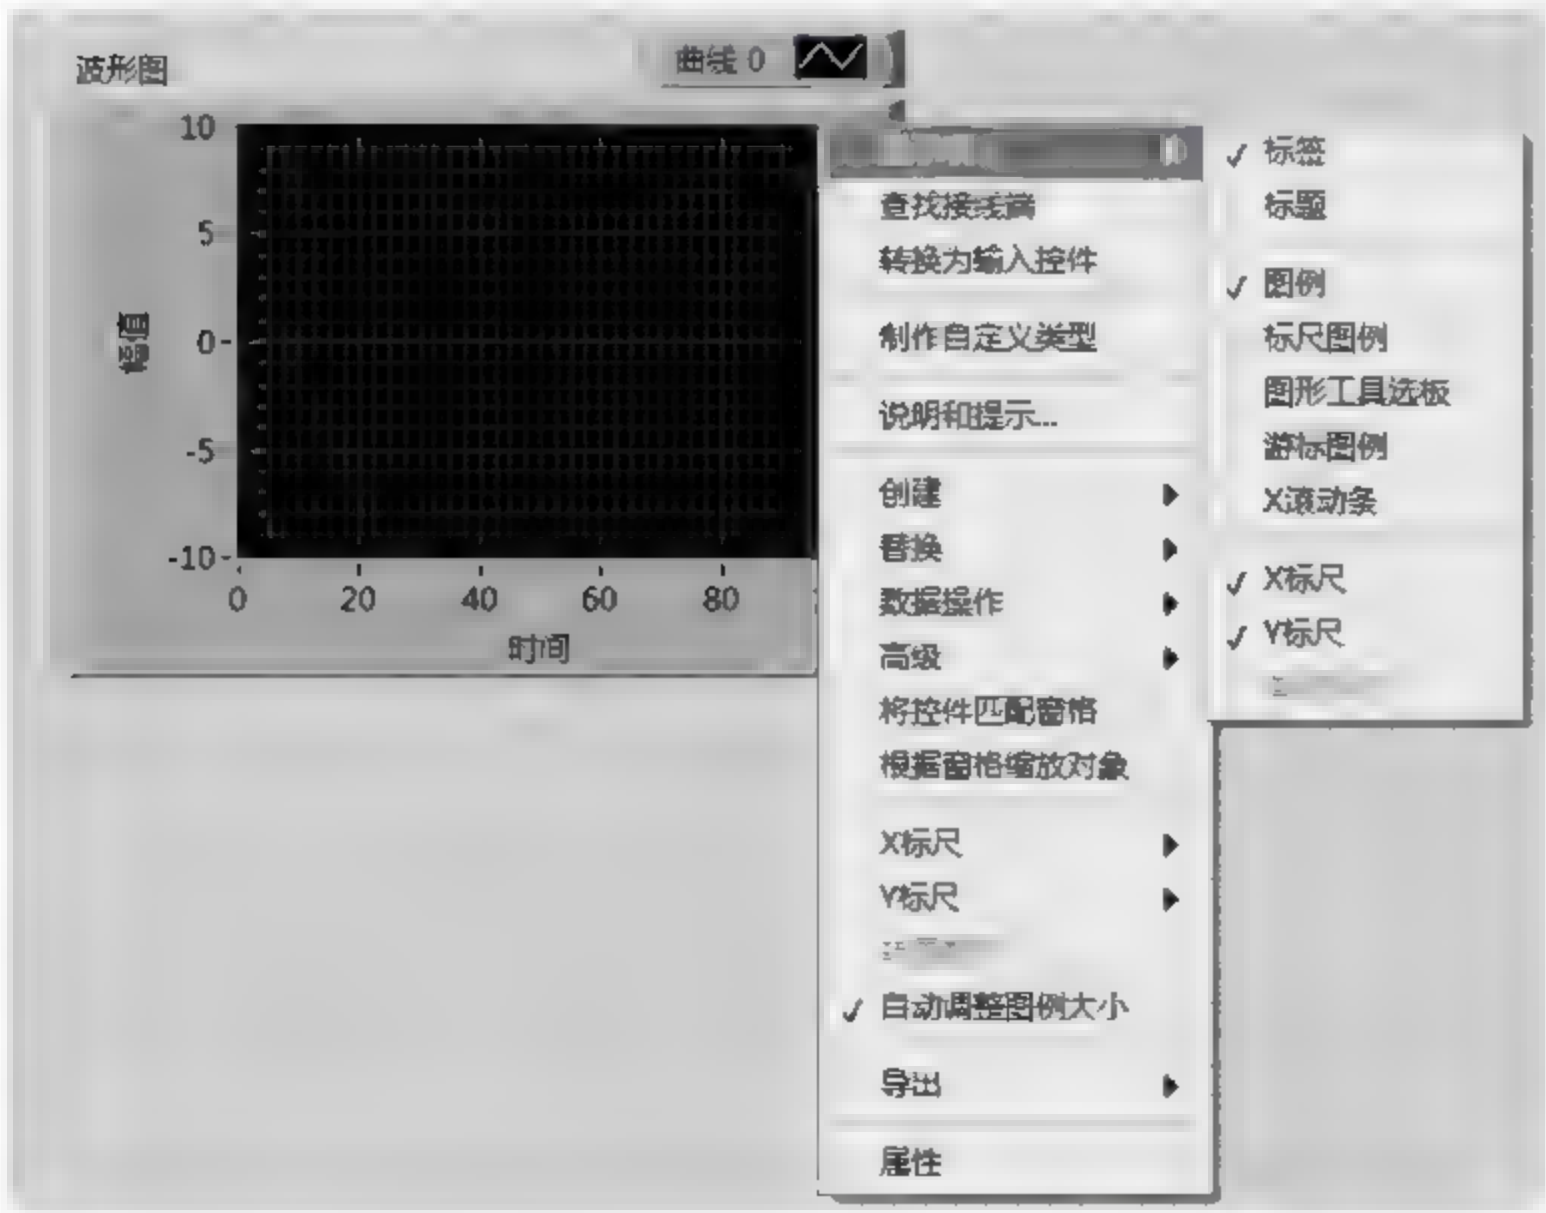 波形图
曲线 0
10
5
0
-5
-10
幅值
0 20 40 60 80
时间
查找接线端
转换为输入控件
制作自定义类型
说明和提示...
创建
替换
数据操作
高级
将控件匹配窗格
根据窗格缩放对象
X标尺
Y标尺
自动调整图例大小
导出
属性
标签
标题
图例
标尺图例
图形工具选板
游标图例
X滚动条
X标尺
Y标尺